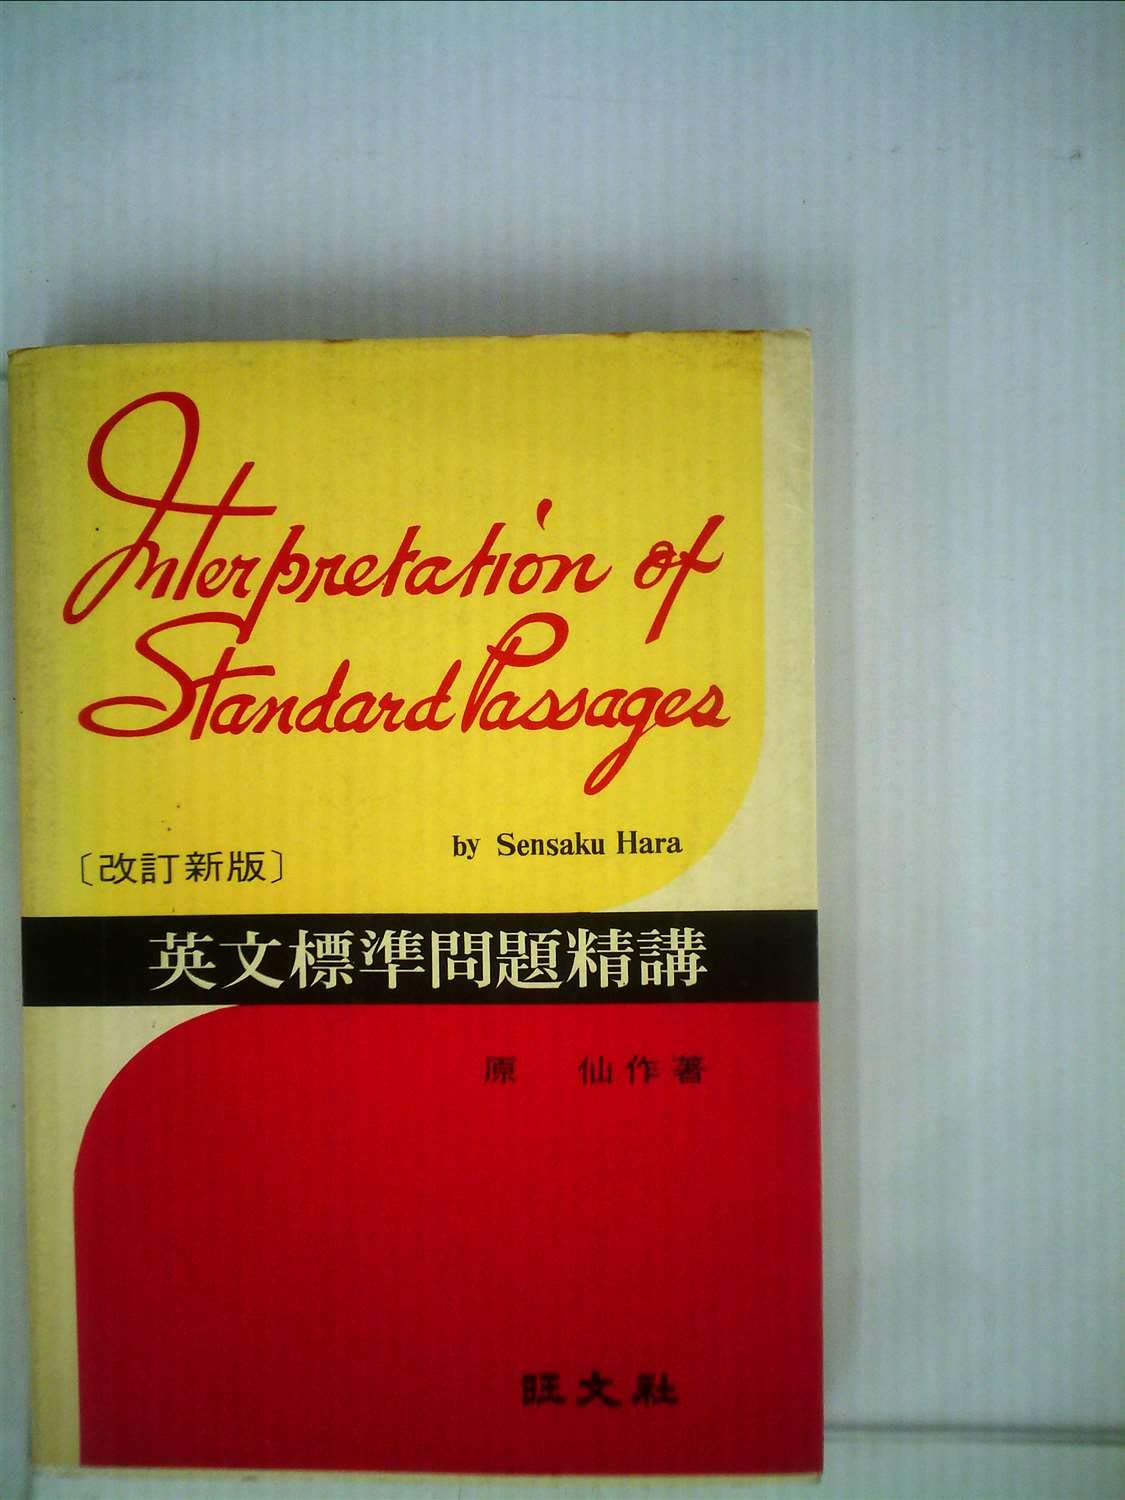 Interpretation of
Standard Passages
by Sensaku Hara
〔改訂新版〕
英文標準問題精講
原 仙作著
旺文社